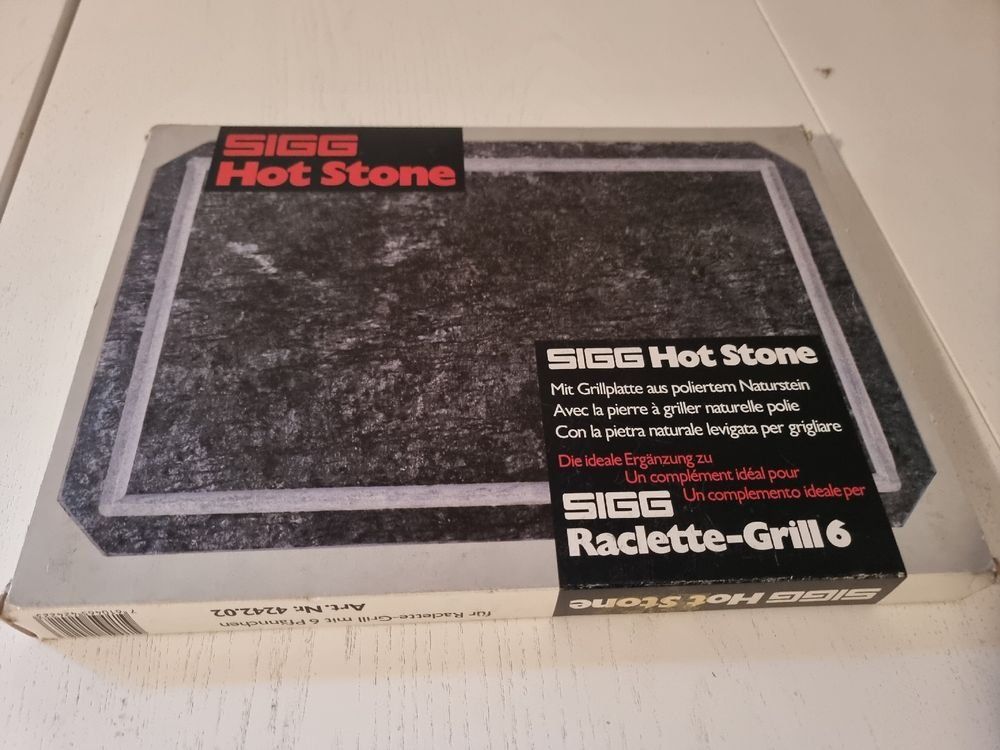 SIGG
Hot Stone
SIGG Hot Stone
Mit Grillplatte aus poliertem Naturstein
Avec la pierre à griller naturelle polie
Con la pietra naturale levigata per grigliare
Die ideale Ergänzung zu
Un complément idéal pour
Un complemento ideale per
SIGG
Raclette-Grill 6
SIGG Hot Stone
für Raclette-Grill mit 6 Pfännchen
Art. Nr. 4242.02